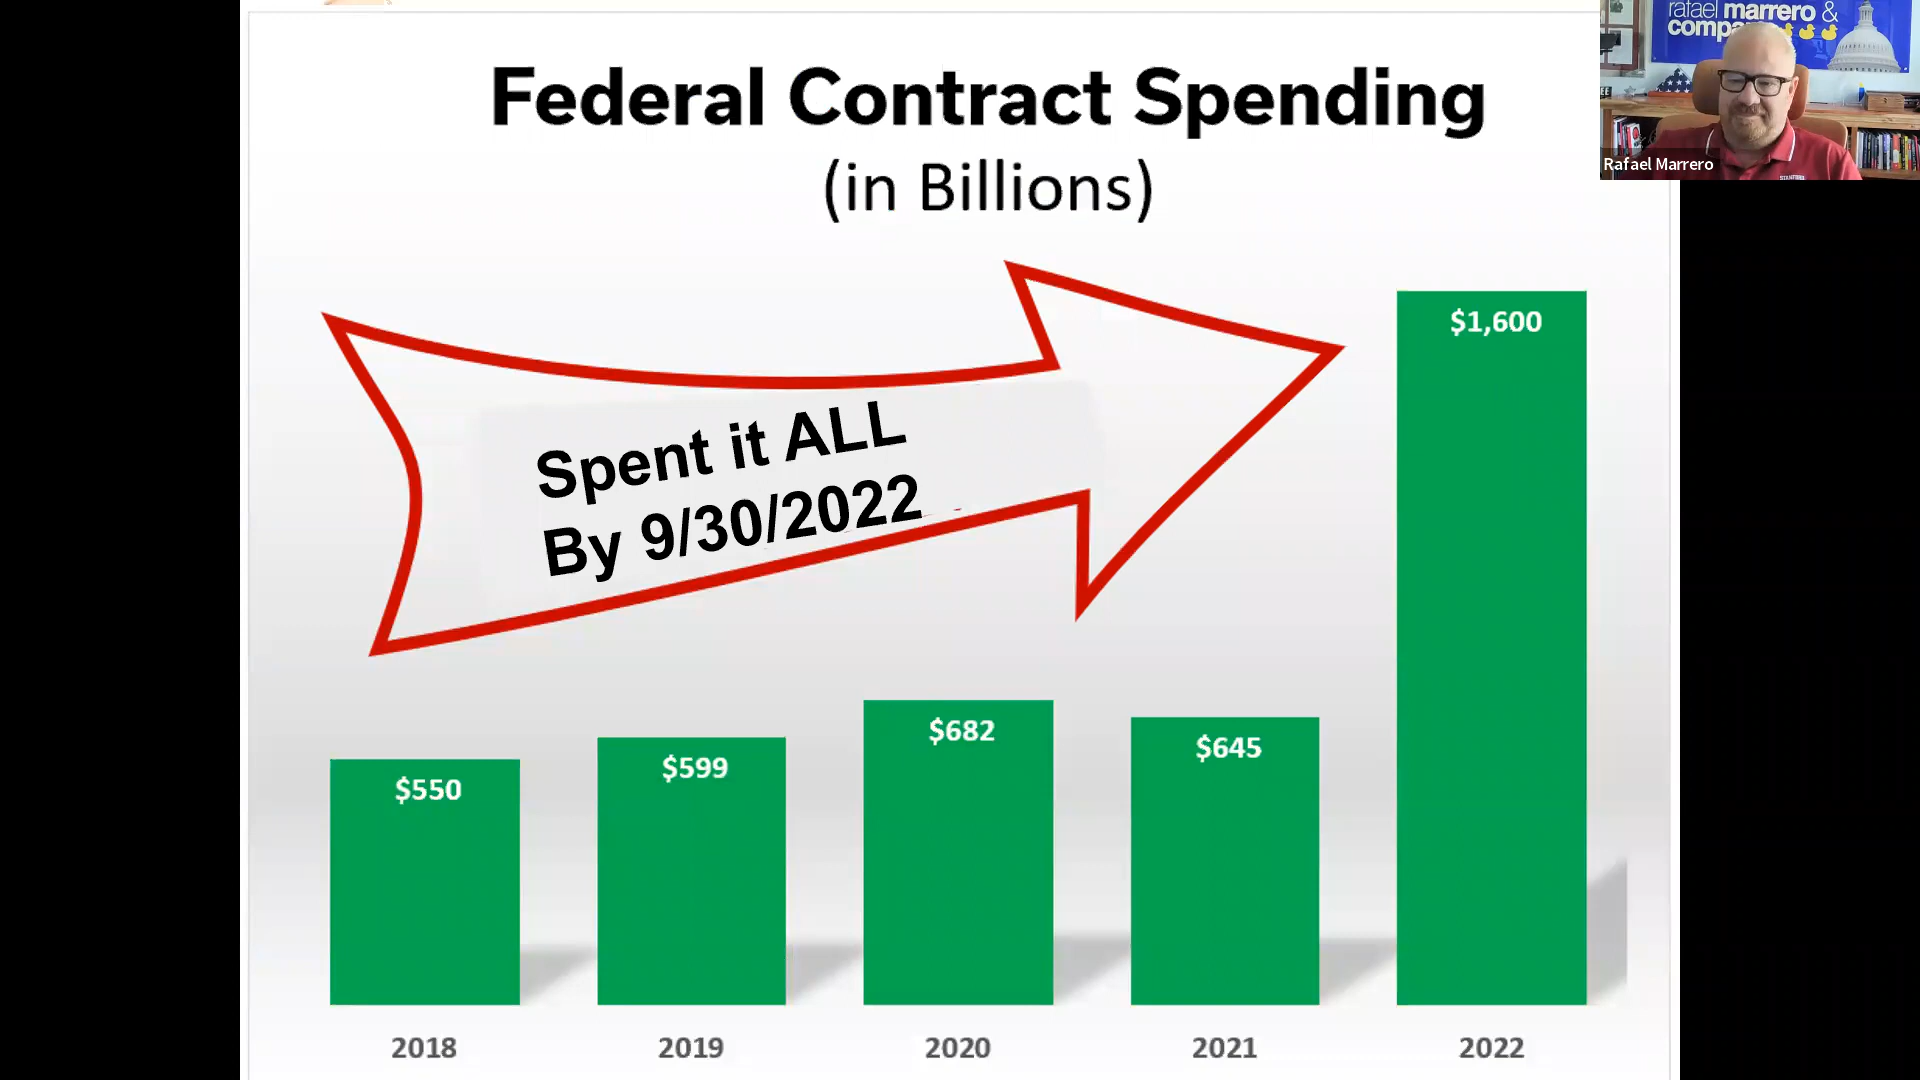 Federal Contract Spending
(in Billions)
rafael marrero &
Rafael Marrero
$1,600
Spent it ALL
By 9/30/2022
$682
$645
$599
$550
2018
2019
2020
2021
2022